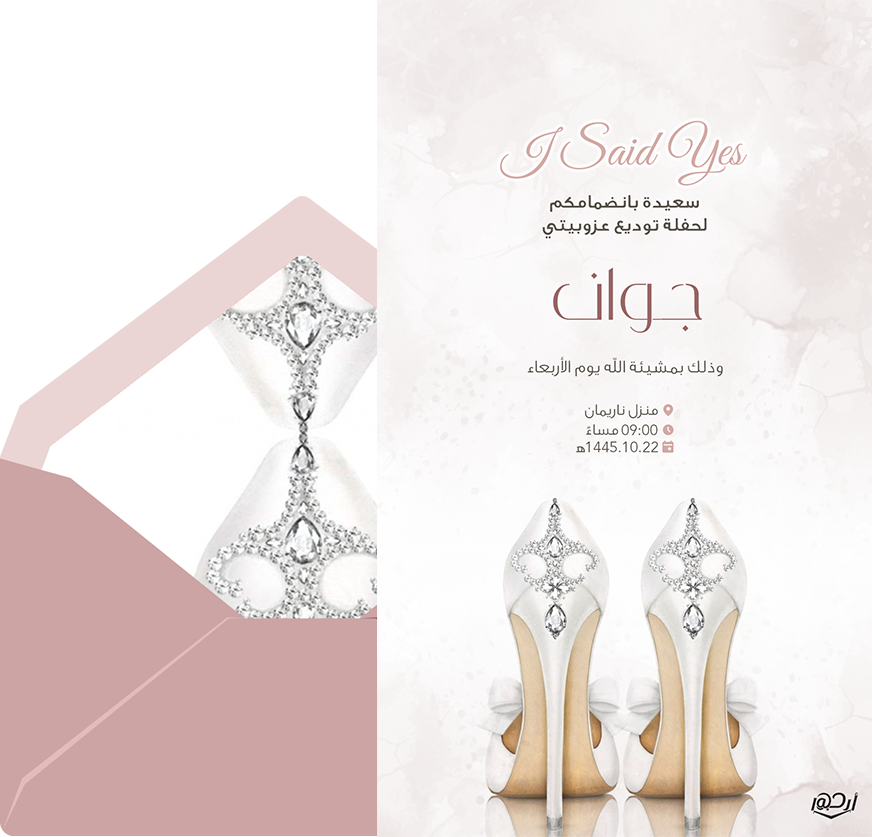 I Said Yes
سعيدة بانضمامكم
لحفلة توديع عزوبيتي
جوان
وذلك بمشيئة الله يوم الأربعاء
منزل ناريمان
09:00 مساءً
1445.10.22هـ